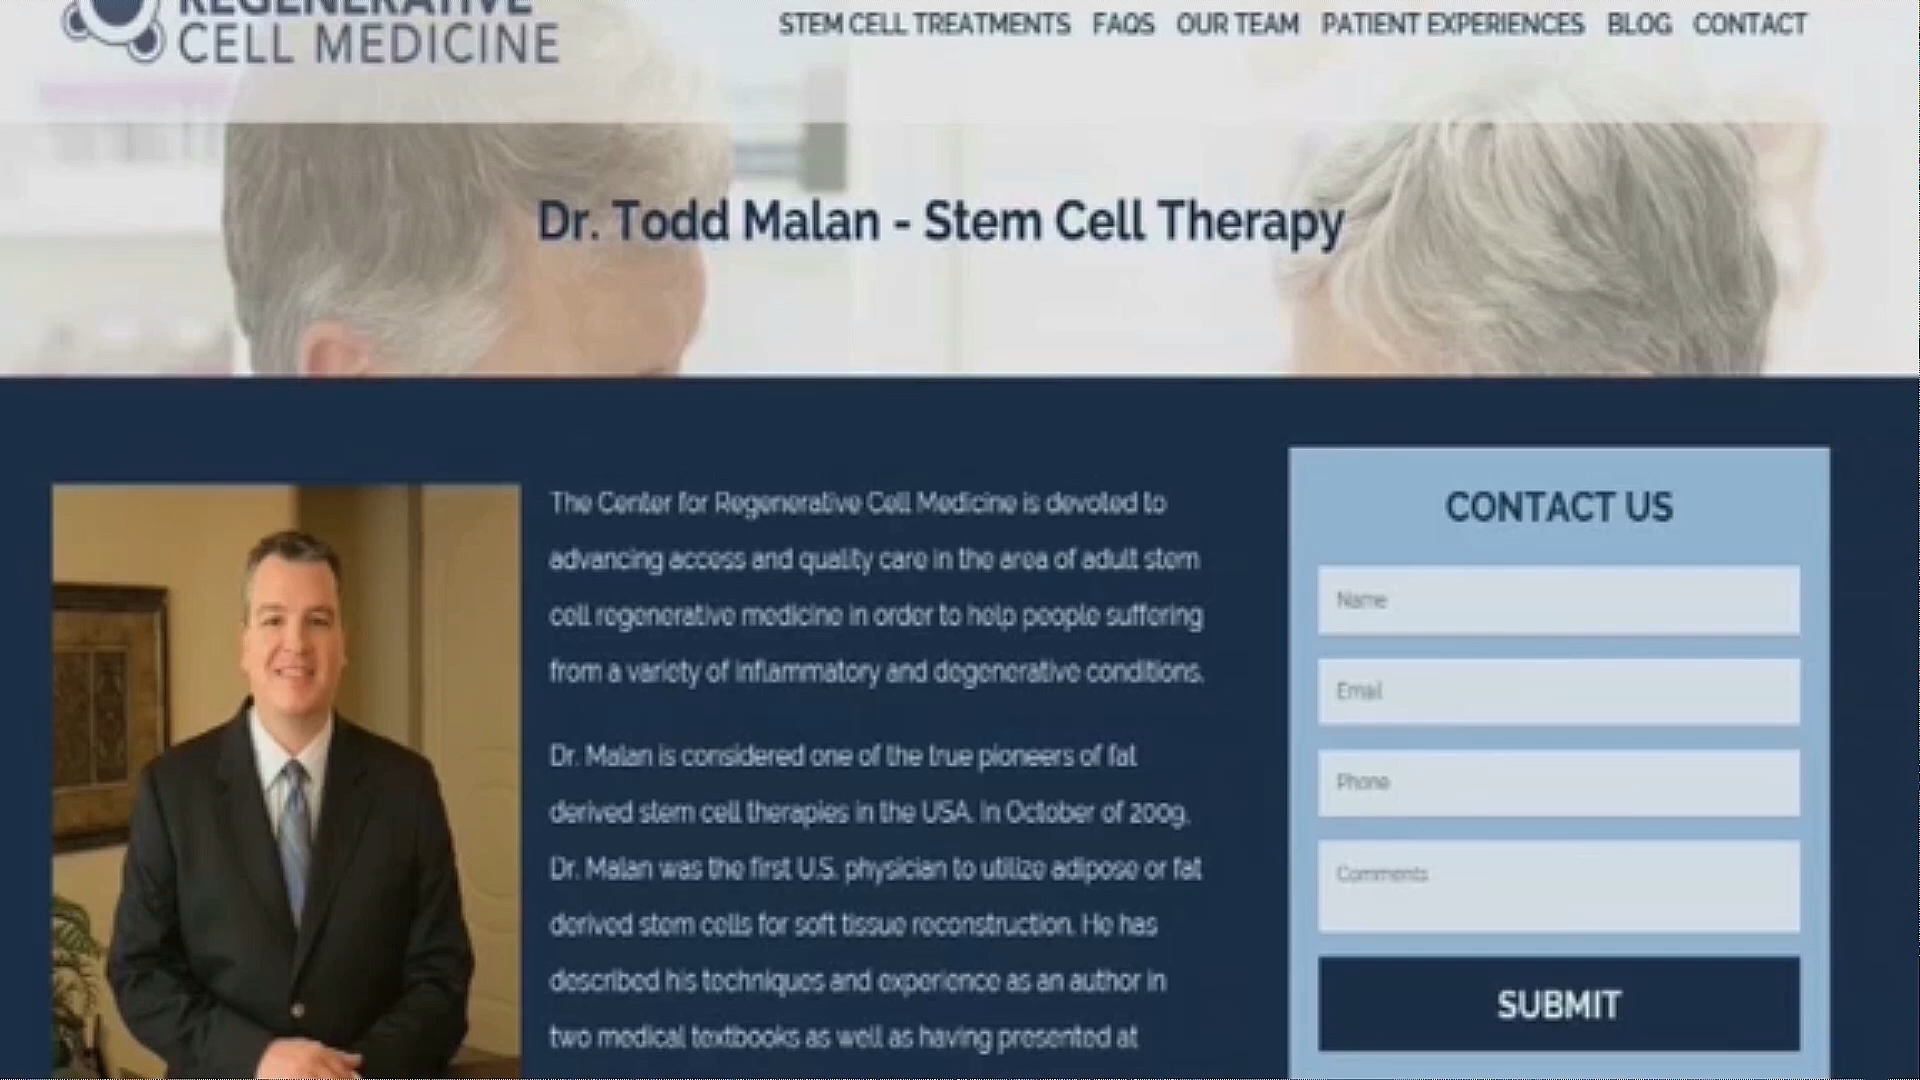 REGENERATIVE
CELL MEDICINE
STEM CELL TREATMENTS FAQS OUR TEAM PATIENT EXPERIENCES BLOG CONTACT
Dr. Todd Malan - Stem Cell Therapy
The Center for Regenerative Cell Medicine is devoted to
advancing access and quality care in the area of adult stem
cell regenerative medicine in order to help people suffering
from a variety of inflammatory and degenerative conditions.
Dr. Malan is considered one of the true pioneers of fat
derived stem cell therapies in the USA. In October of 2009,
Dr. Malan was the first U.S. physician to utilize adipose or fat
derived stem cells for soft tissue reconstruction. He has
described his techniques and experience as an author in
two medical textbooks as well as having presented at
CONTACT US
Name
Email
Phone
Comments
SUBMIT